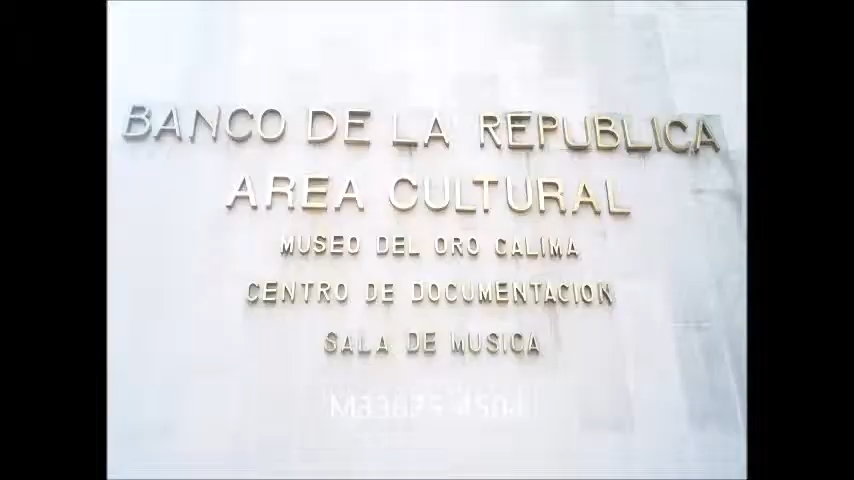 BANCO DE LA REPUBLICA
AREA CULTURAL
MUSEO DEL ORO CALIMA
CENTRO DE DOCUMENTACION
SALA DE MUSICA